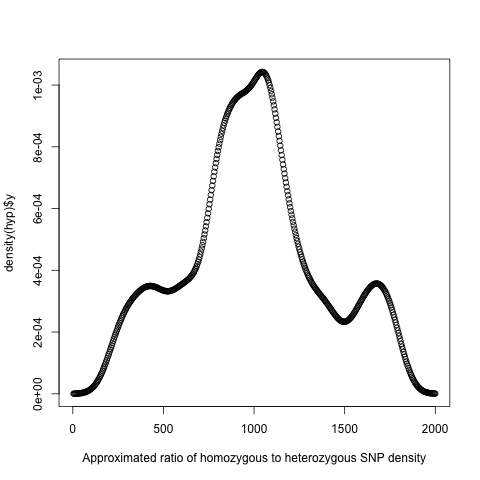 density(hyp)$y
1e-03
8e-04
6e-04
4e-04
2e-04
0e+00
0 500 1000 1500 2000
Approximated ratio of homozygous to heterozygous SNP density